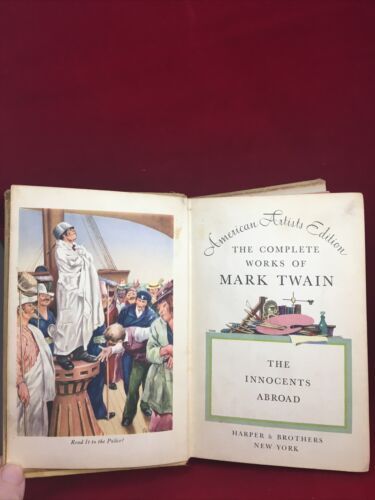 Read It to the Police!
American Artists Edition
THE COMPLETE
WORKS OF
MARK TWAIN
THE
INNOCENTS
ABROAD
HARPER & BROTHERS
NEW YORK